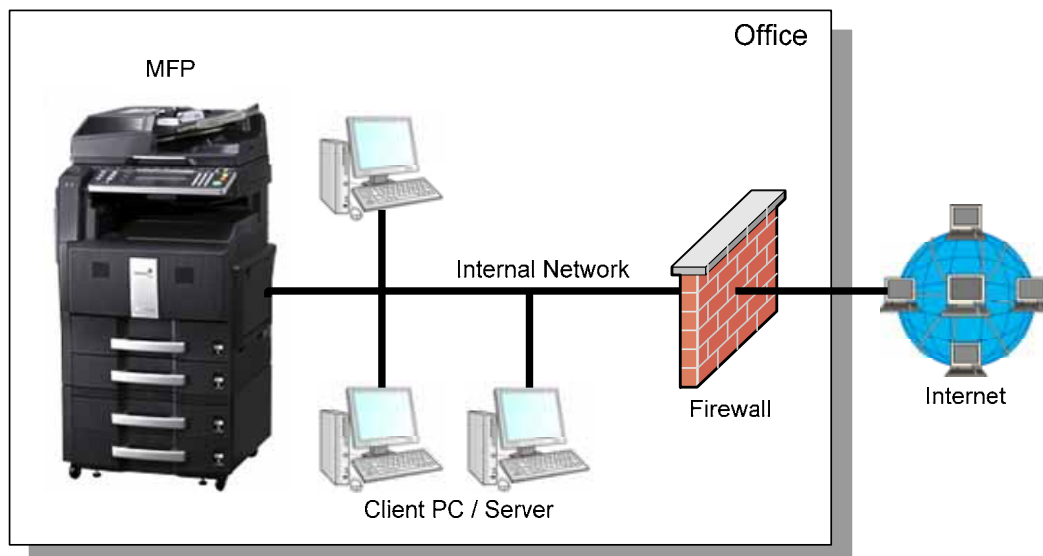 Office
MFP
Internal Network
Firewall
Internet
Client PC / Server